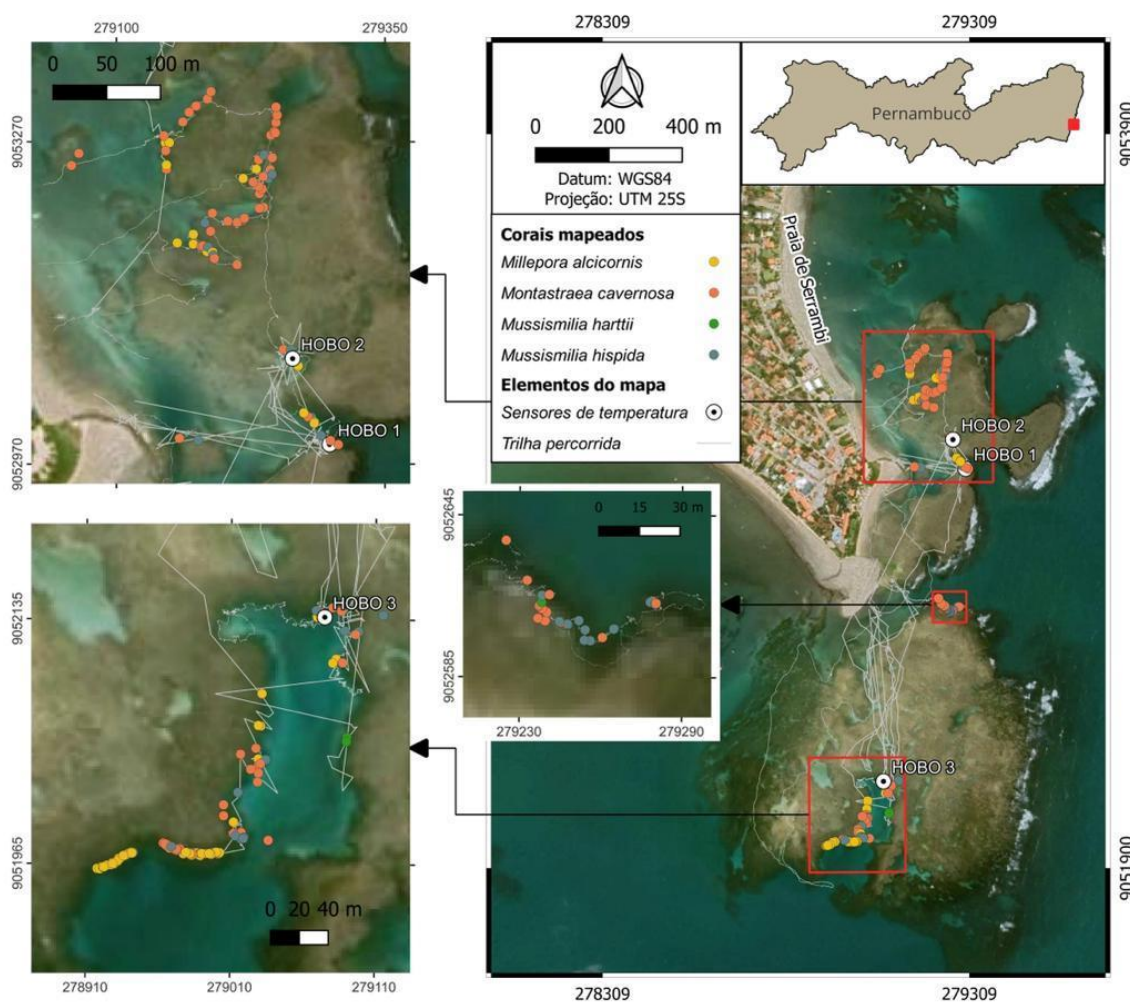 279100
279350
0 50 100 m
9053270
9052970
HOBO 2
HOBO 1
278309
279309
0 200 400 m
Datum: WGS84
Projeção: UTM 25S
Pernambuco
Corais mapeados
Millepora alcicornis
Montastraea cavernosa
Mussismilia harttii
Mussismilia hispida
Elementos do mapa
Sensores de temperatura
Trilha percorrida
Praia de Serrambi
9053900
HOBO 2
HOBO 1
HOBO 3
9051900
278309
279309
0 15 30 m
9052645
9052585
279230
279290
9052135
9051965
HOBO 3
0 20 40 m
278910
279010
279110